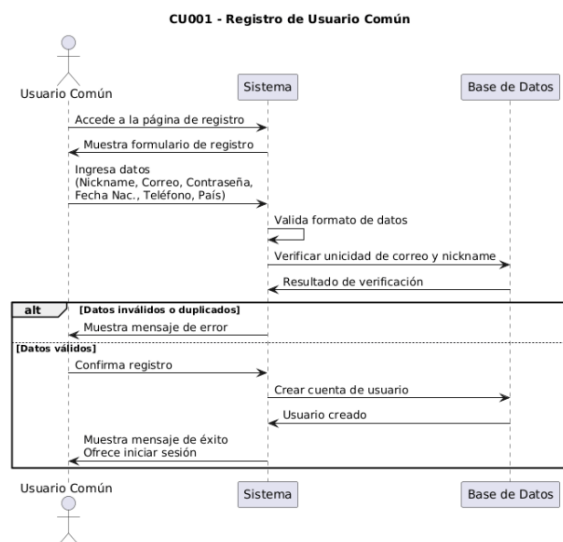 CU001 - Registro de Usuario Común
Usuario Común
Sistema
Base de Datos
Accede a la página de registro
Muestra formulario de registro
Ingresa datos
(Nickname, Correo, Contraseña,
Fecha Nac., Teléfono, País)
Valida formato de datos
Verificar unicidad de correo y nickname
Resultado de verificación
alt [Datos inválidos o duplicados]
Muestra mensaje de error
[Datos válidos]
Confirma registro
Crear cuenta de usuario
Usuario creado
Muestra mensaje de éxito
Ofrece iniciar sesión
Usuario Común
Sistema
Base de Datos